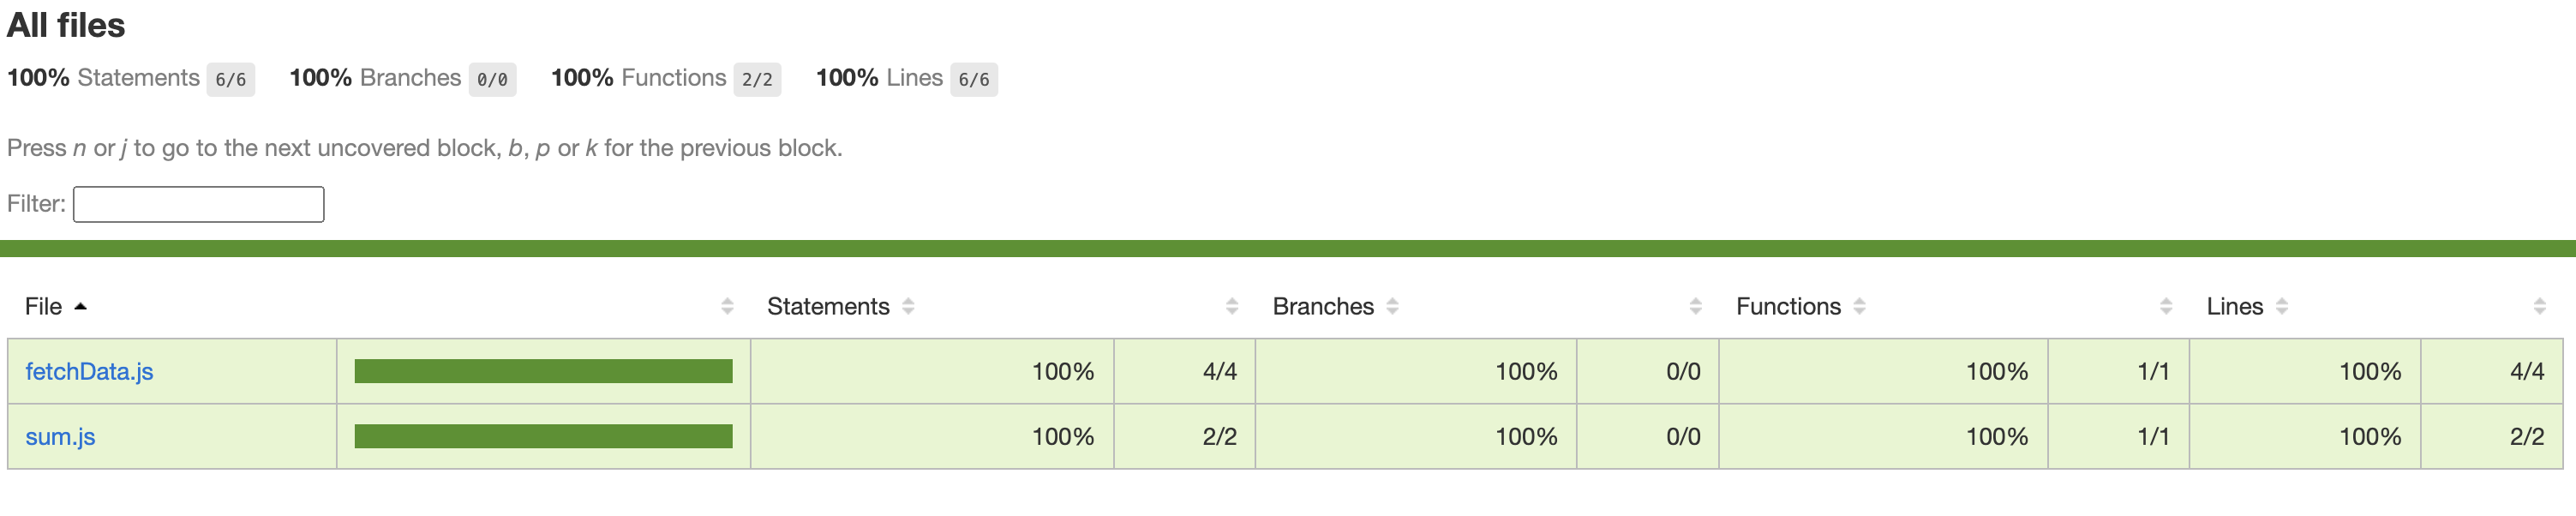 All files
100% Statements 6/6 100% Branches 0/0 100% Functions 2/2 100% Lines 6/6
Press n or j to go to the next uncovered block, b, p or k for the previous block.
Filter:
File Statements Branches Functions Lines
fetchData.js 100% 4/4 100% 0/0 100% 1/1 100% 4/4
sum.js 100% 2/2 100% 0/0 100% 1/1 100% 2/2